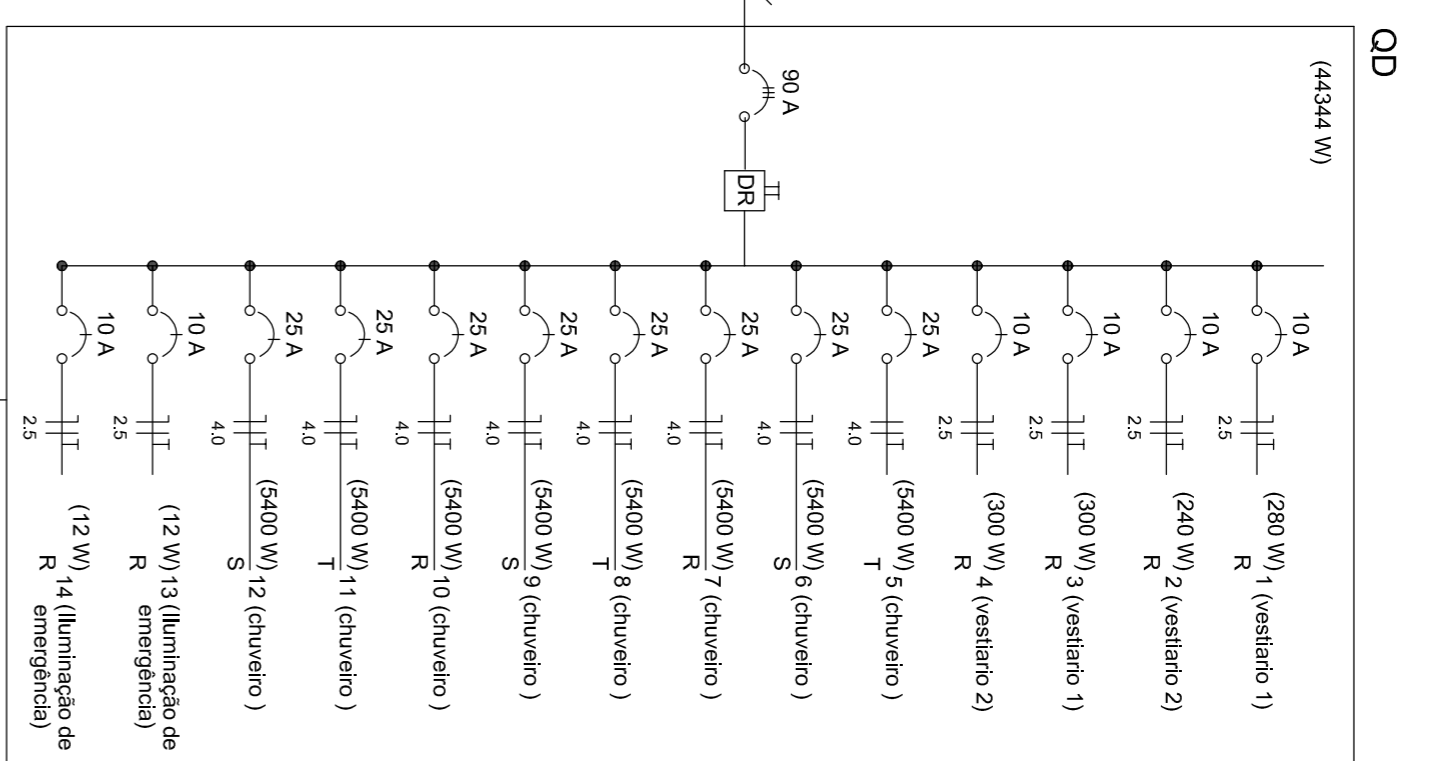 QD
(44344 W)
90 A
DR
10 A
2.5
(280 W)
R
1 (vestiario 1)
10 A
2.5
(240 W)
R
2 (vestiario 2)
10 A
2.5
(300 W)
R
3 (vestiario 1)
10 A
2.5
(300 W)
R
4 (vestiario 2)
25 A
4.0
(5400 W)
T
5 (chuveiro )
25 A
4.0
(5400 W)
S
6 (chuveiro )
25 A
4.0
(5400 W)
R
7 (chuveiro )
25 A
4.0
(5400 W)
T
8 (chuveiro )
25 A
4.0
(5400 W)
S
9 (chuveiro )
25 A
4.0
(5400 W)
R
10 (chuveiro )
25 A
4.0
(5400 W)
T
11 (chuveiro )
25 A
4.0
(5400 W)
S
12 (chuveiro )
10 A
2.5
(12 W)
R
13 (Iluminação de
emergência)
10 A
2.5
(12 W)
R
14 (Iluminação de
emergência)